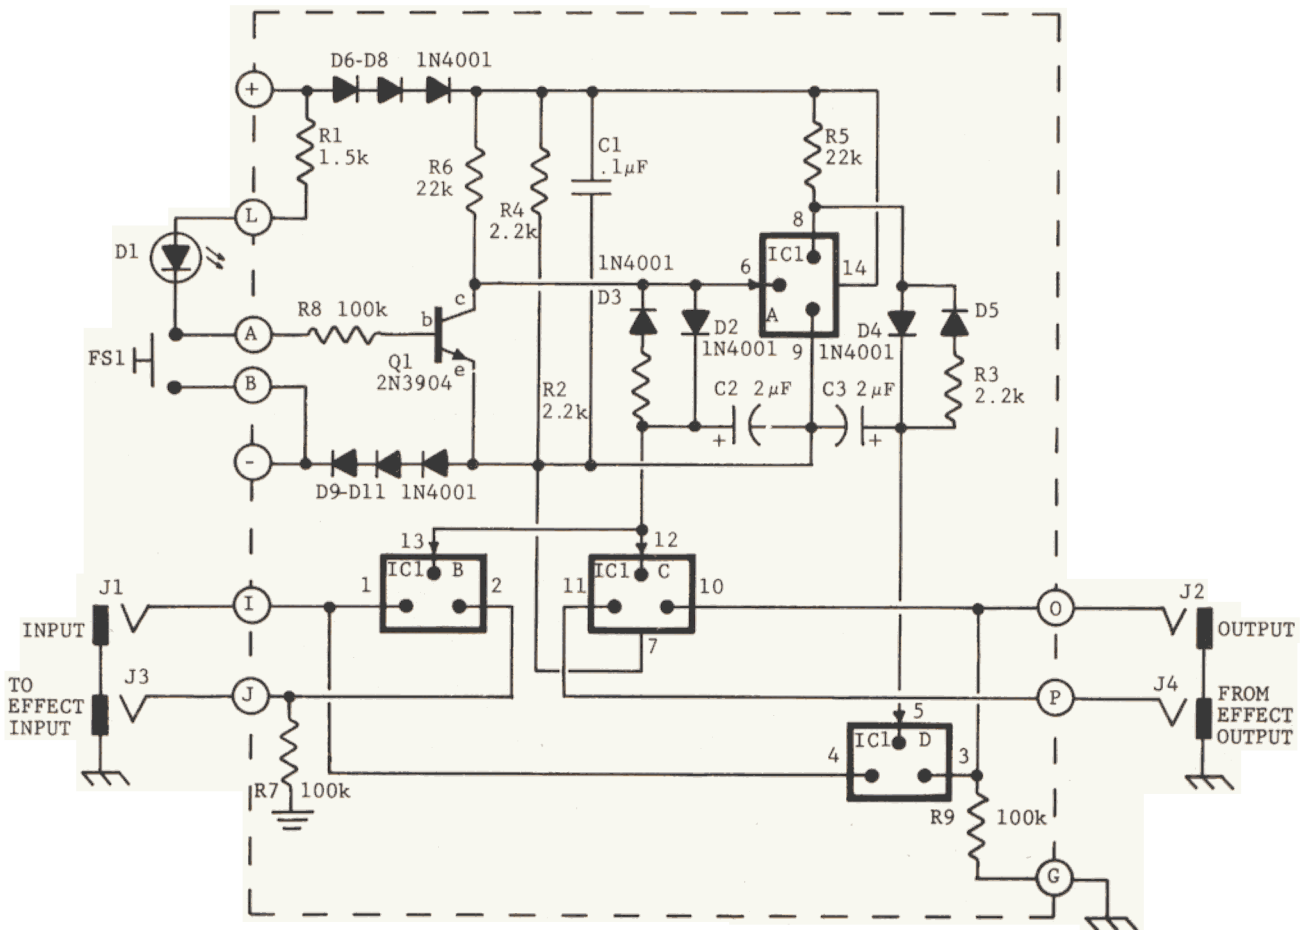 D6-D8 1N4001
+
R1
1.5k
C1
.1µF
R5
22k
R6
22k
R4
2.2k
L
D1
8
IC1
6
14
A
9
1N4001
D3
R8 100k
c
b
e
Q1
2N3904
A
FS1
B
D2
1N4001
D4
1N4001
D5
R3
2.2k
R2
2.2k
C2 2µF
C3 2µF
+
+
-
D9-D11 1N4001
13
12
IC1 B
IC1 C
1
2
11
10
7
J1
I
INPUT
J3
J
TO
EFFECT
INPUT
O
J2
OUTPUT
P
J4
FROM
EFFECT
OUTPUT
5
IC1 D
4
3
R7 100k
R9 100k
G